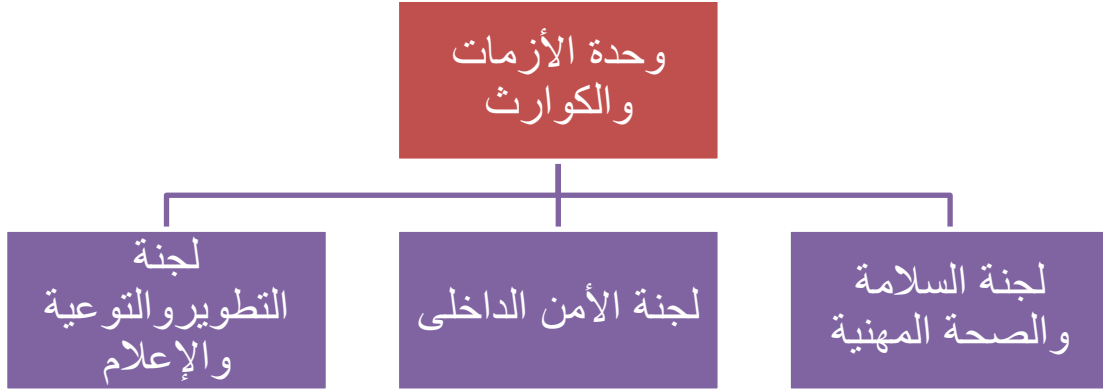 وحدة الأزمات
والكوارث
لجنة السلامة
والصحة المهنية
لجنة الأمن الداخلى
لجنة
التطويروالتوعية
والإعلام